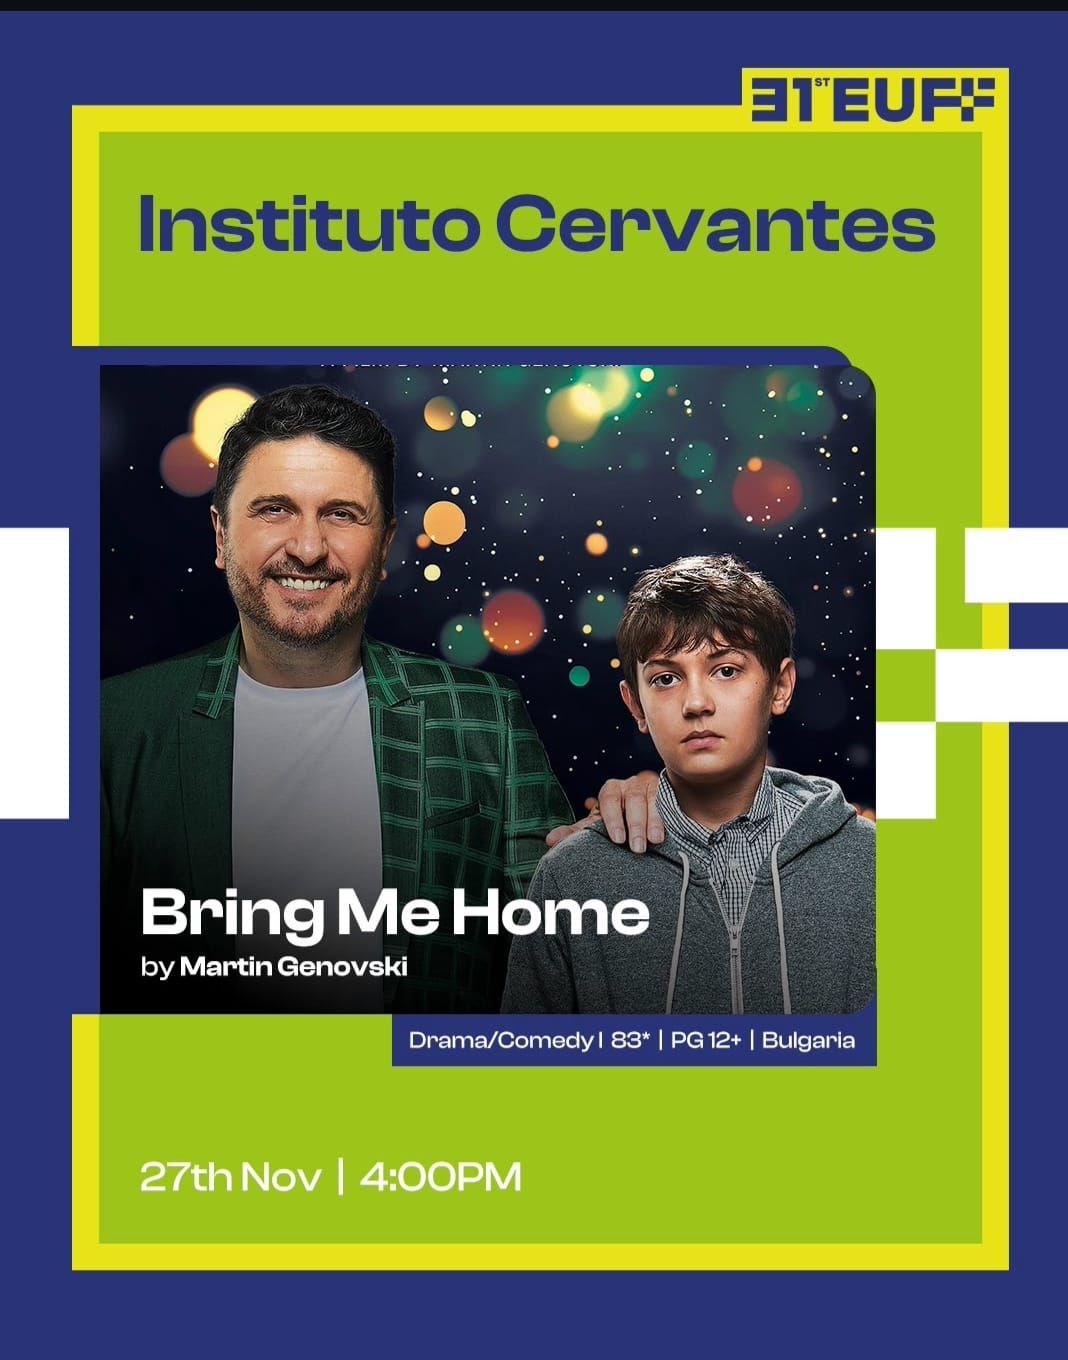 31ST EUFF
Instituto Cervantes
Bring Me Home
by Martin Genovski
Drama/Comedy I 83* | PG 12+ | Bulgaria
27th Nov | 4:00PM